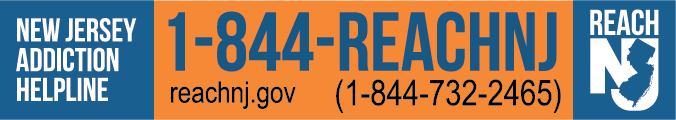 NEW JERSEY
ADDICTION
HELPLINE
1-844-REACHNJ
reachnj.gov (1-844-732-2465)
REACH
NJ